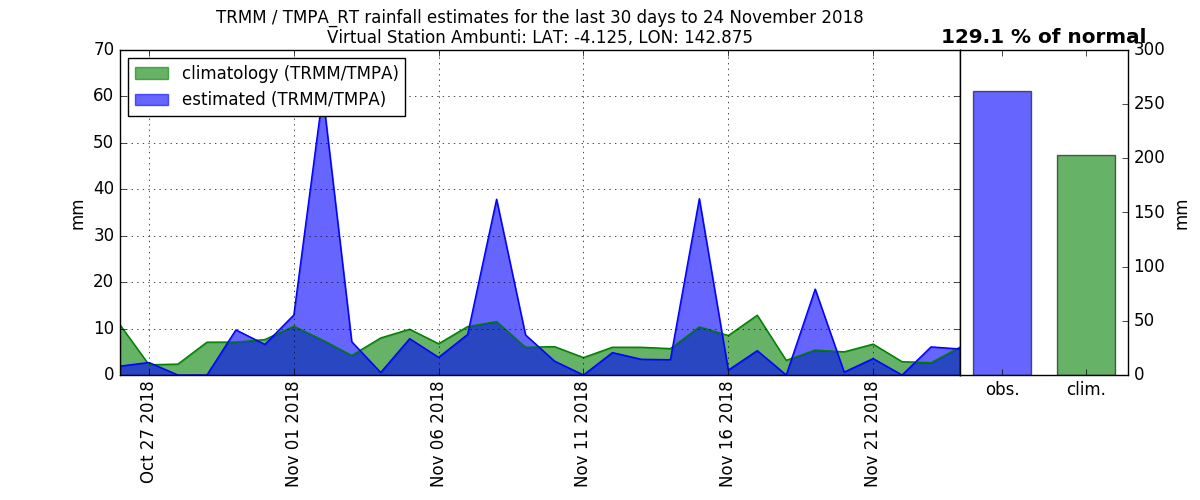 TRMM / TMPA_RT rainfall estimates for the last 30 days to 24 November 2018
Virtual Station Ambunti: LAT: -4.125, LON: 142.875
129.1 % of normal
climatology (TRMM/TMPA)
estimated (TRMM/TMPA)
mm
70
60
50
40
30
20
10
0
Oct 27 2018
Nov 01 2018
Nov 06 2018
Nov 11 2018
Nov 16 2018
Nov 21 2018
300
250
200
150
100
50
0
mm
obs.
clim.